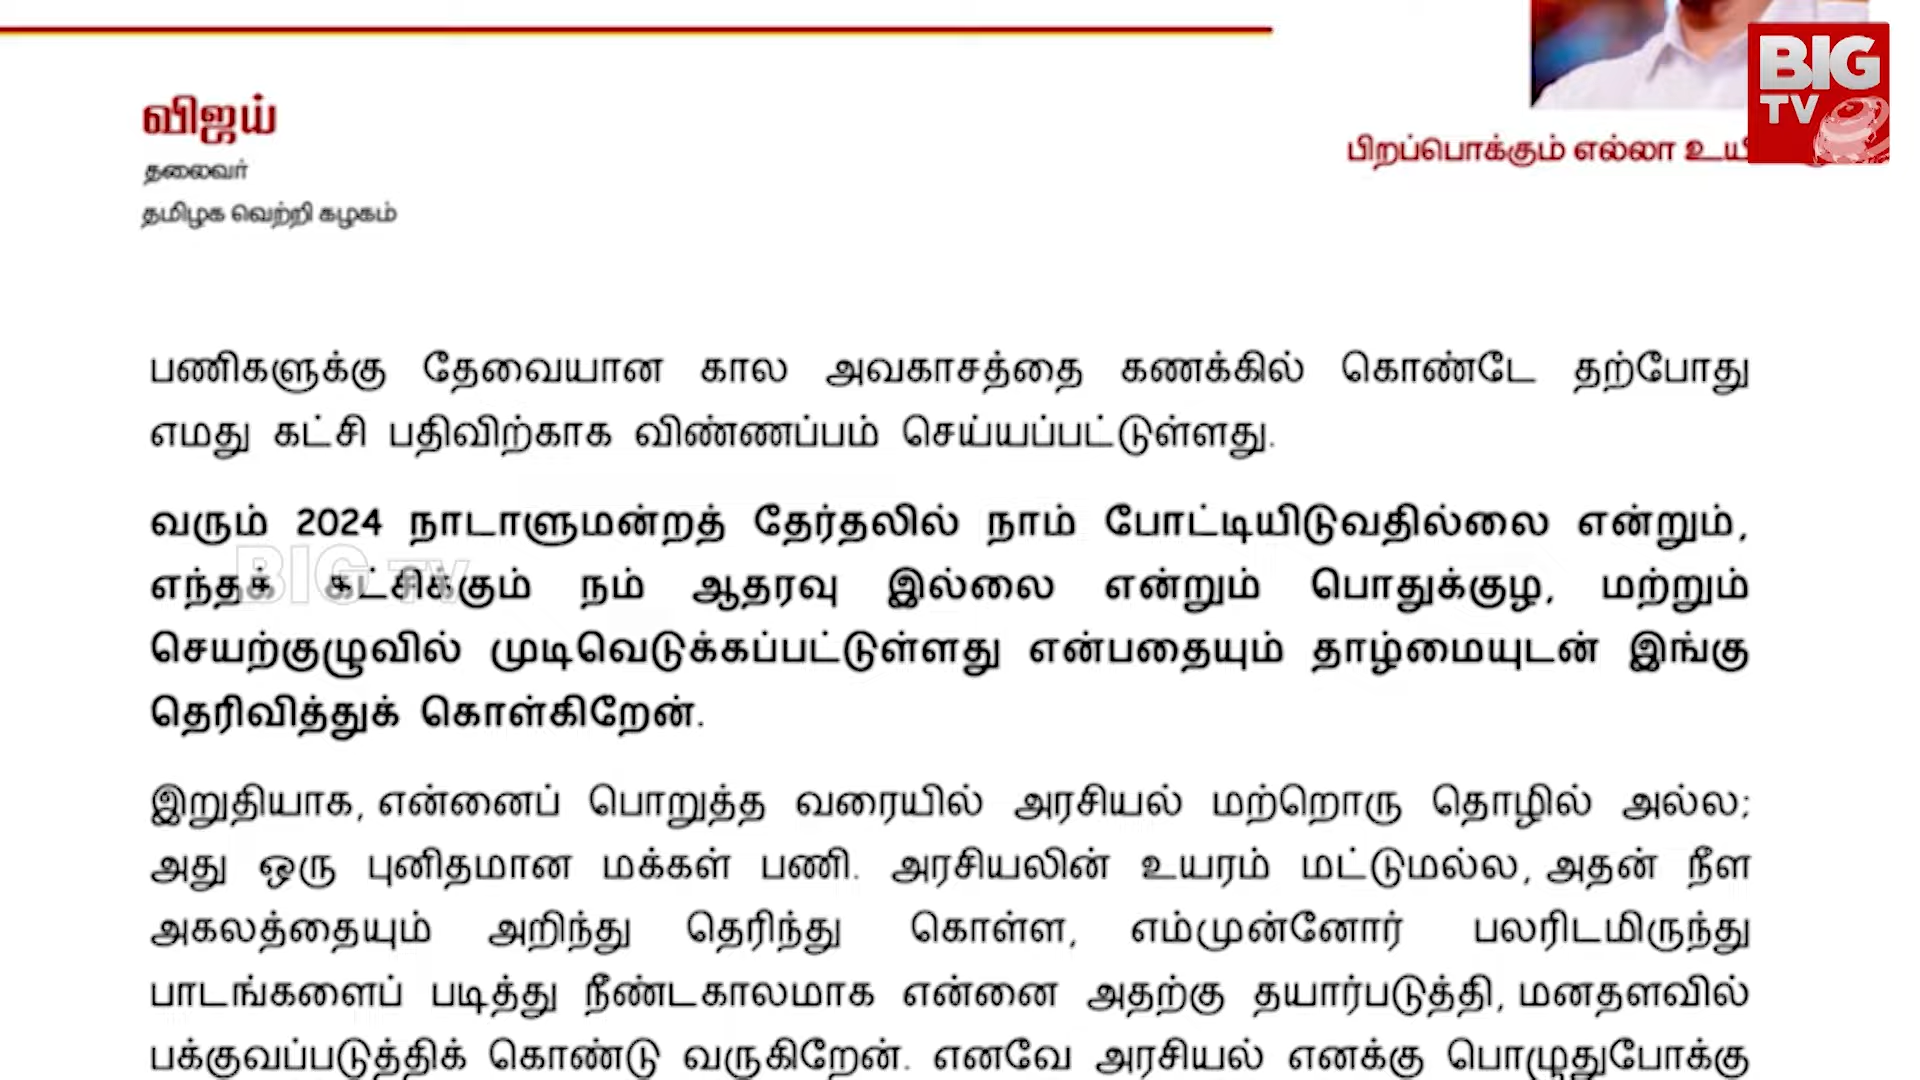 விஜய்
தலைவர்
தமிழக வெற்றி கழகம்
BIG
TV
பிறப்பொக்கும் எல்லா
பணிகளுக்கு தேவையான கால அவகாசத்தை கணக்கில் கொண்டே தற்போது
எமது கட்சி பதிவிற்காக விண்ணப்பம் செய்யப்பட்டுள்ளது.
வரும் 2024 நாடாளுமன்றத் தேர்தலில் நாம் போட்டியிடுவதில்லை என்றும்,
எந்தக் கட்சிக்கும் நம் ஆதரவு இல்லை என்றும் பொதுக்குழு, மற்றும்
செயற்குழுவில் முடிவெடுக்கப்பட்டுள்ளது என்பதையும் தாழ்மையுடன் இங்கு
தெரிவித்துக் கொள்கிறேன்.
BIG TV
இறுதியாக, என்னைப் பொறுத்த வரையில் அரசியல் மற்றொரு தொழில் அல்ல;
அது ஒரு புனிதமான மக்கள் பணி. அரசியலின் உயரம் மட்டுமல்ல, அதன் நீள
அகலத்தையும் அறிந்து தெரிந்து கொள்ள, எம்முன்னோர் பலரிடமிருந்து
பாடங்களைப் படித்து நீண்டகாலமாக என்னை அதற்கு தயார்படுத்தி, மனதளவில்
பக்குவப்படுத்திக் கொண்டு வருகிறேன். எனவே அரசியல் எனக்கு பொழுதுபோக்கு